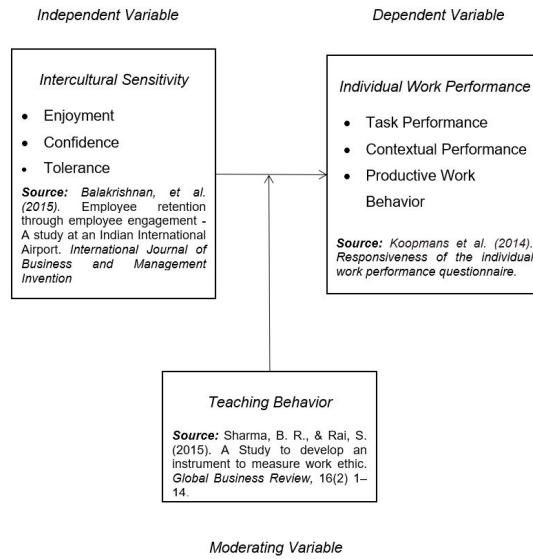 Independent Variable
Dependent Variable
Intercultural Sensitivity
• Enjoyment
• Confidence
• Tolerance
Source: Balakrishnan, et al.
(2015). Employee retention
through employee engagement -
A study at an Indian International
Airport. International Journal of
Business and Management
Invention
Individual Work Performance
• Task Performance
• Contextual Performance
• Productive Work
Behavior
Source: Koopmans et al. (2014).
Responsiveness of the individual
work performance questionnaire.
Teaching Behavior
Source: Sharma, B. R., & Rai, S.
(2015). A Study to develop an
instrument to measure work ethic.
Global Business Review, 16(2) 1–
14.
Moderating Variable